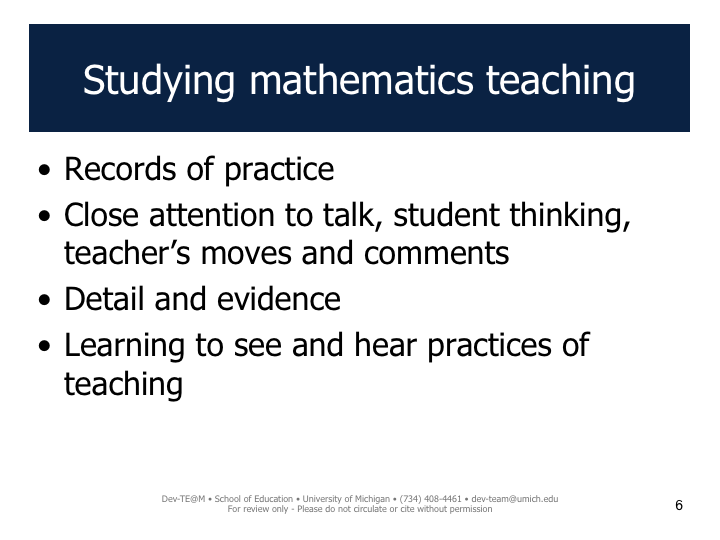 Studying mathematics teaching
• Records of practice
• Close attention to talk, student thinking,
teacher’s moves and comments
• Detail and evidence
• Learning to see and hear practices of
teaching
Dev-TE@M • School of Education • University of Michigan • (734) 408-4461 • dev-team@umich.edu
For review only - Please do not circulate or cite without permission
6